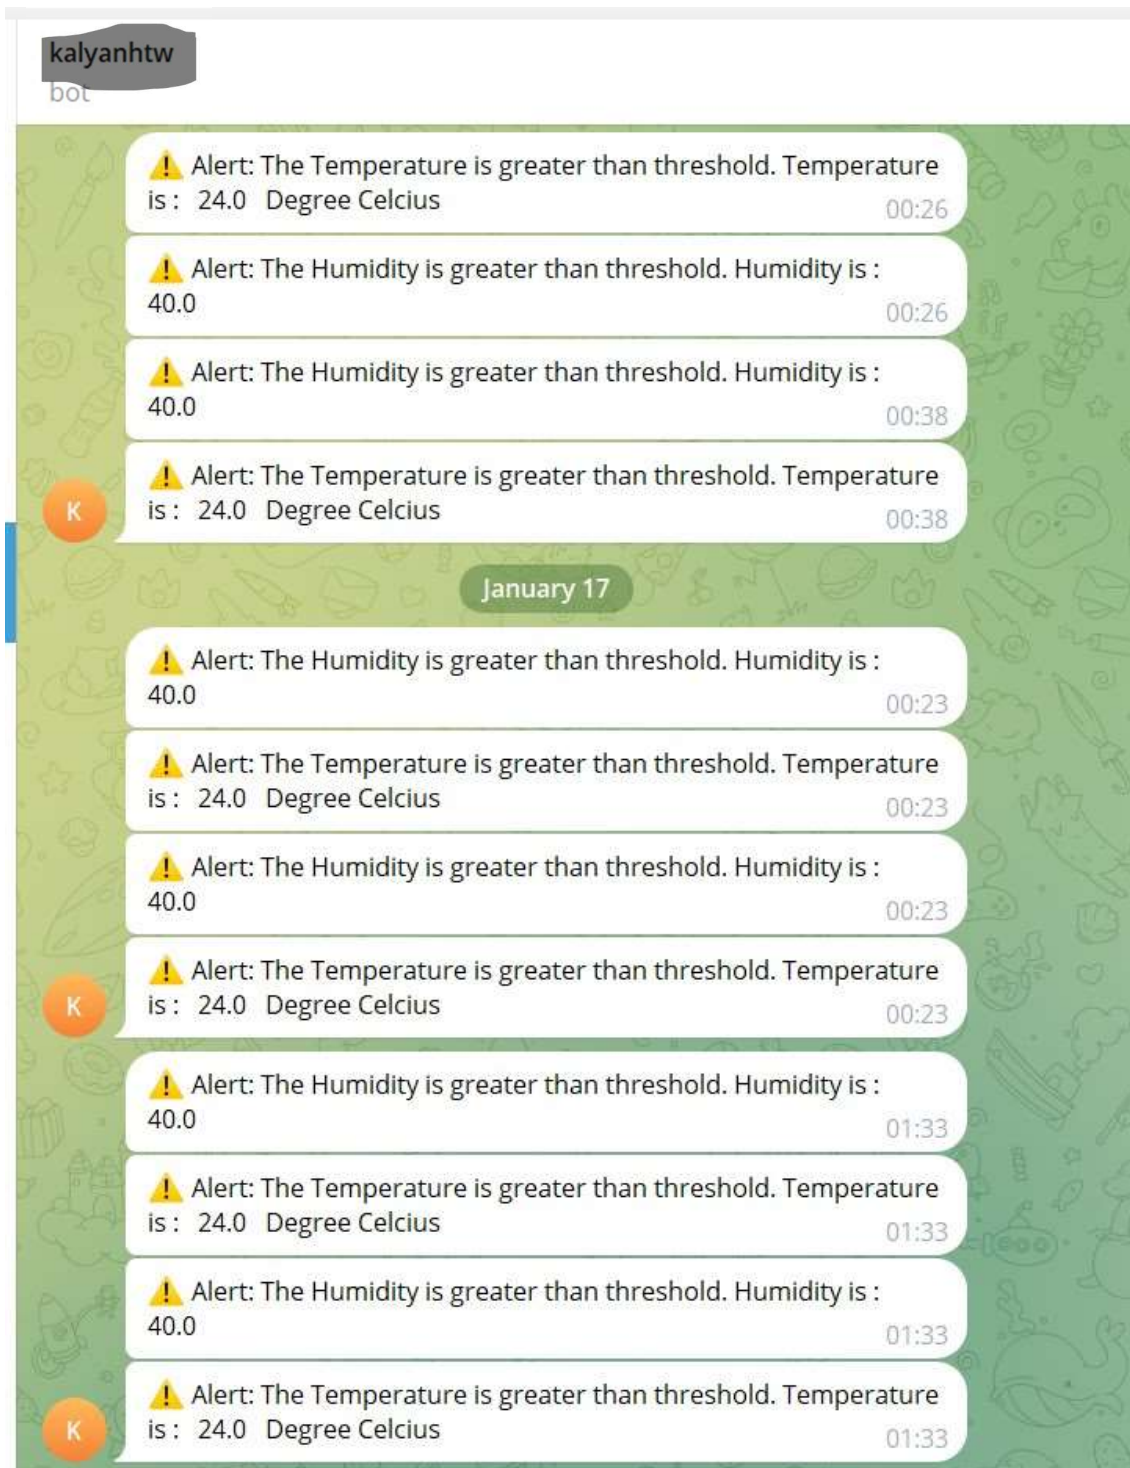 kalyanhtw
bot
⚠️ Alert: The Temperature is greater than threshold. Temperature
is :  24.0  Degree Celcius
00:26
⚠️ Alert: The Humidity is greater than threshold. Humidity is :
40.0
00:26
⚠️ Alert: The Humidity is greater than threshold. Humidity is :
40.0
00:38
⚠️ Alert: The Temperature is greater than threshold. Temperature
is :  24.0  Degree Celcius
00:38
K
January 17
⚠️ Alert: The Humidity is greater than threshold. Humidity is :
40.0
00:23
⚠️ Alert: The Temperature is greater than threshold. Temperature
is :  24.0  Degree Celcius
00:23
⚠️ Alert: The Humidity is greater than threshold. Humidity is :
40.0
00:23
⚠️ Alert: The Temperature is greater than threshold. Temperature
is :  24.0  Degree Celcius
00:23
K
⚠️ Alert: The Humidity is greater than threshold. Humidity is :
40.0
01:33
⚠️ Alert: The Temperature is greater than threshold. Temperature
is :  24.0  Degree Celcius
01:33
⚠️ Alert: The Humidity is greater than threshold. Humidity is :
40.0
01:33
⚠️ Alert: The Temperature is greater than threshold. Temperature
is :  24.0  Degree Celcius
01:33
K